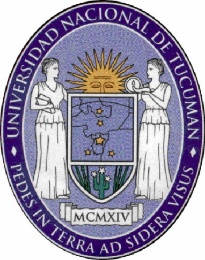 UNIVERSIDAD NACIONAL DE TUCUMAN
MCMXIV
PEDES IN TERRA AD SIDERA VISUS